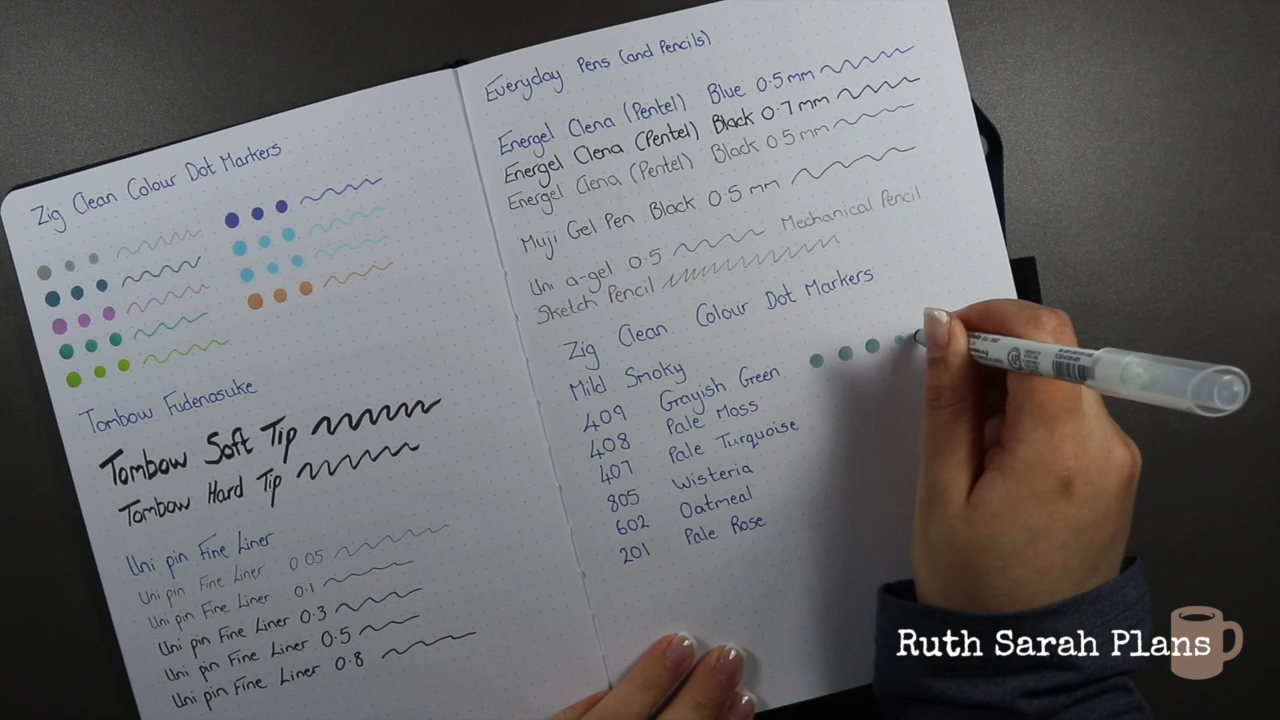 Zig Clean Colour Dot Markers
Tombow Fudenasuke
Tombow Soft Tip
Tombow Hard Tip
Uni pin Fine Liner
Uni pin Fine Liner 0.05
Uni pin Fine Liner 0.1
Uni pin Fine Liner 0.3
Uni pin Fine Liner 0.5
Uni pin Fine Liner 0.8
Everyday Pens (and Pencils)
Energel Clena (Pentel) Blue 0.5mm
Energel Clena (Pentel) Black 0.7mm
Energel Clena (Pentel) Black 0.5mm
Muji Gel Pen Black 0.5mm
Uni a-gel 0.5 Mechanical Pencil
Sketch Pencil
Zig Clean Colour Dot Markers
Mild Smoky
409 Grayish Green
408 Pale Moss
407 Pale Turquoise
805 Wisteria
602 Oatmeal
201 Pale Rose
Ruth Sarah Plans